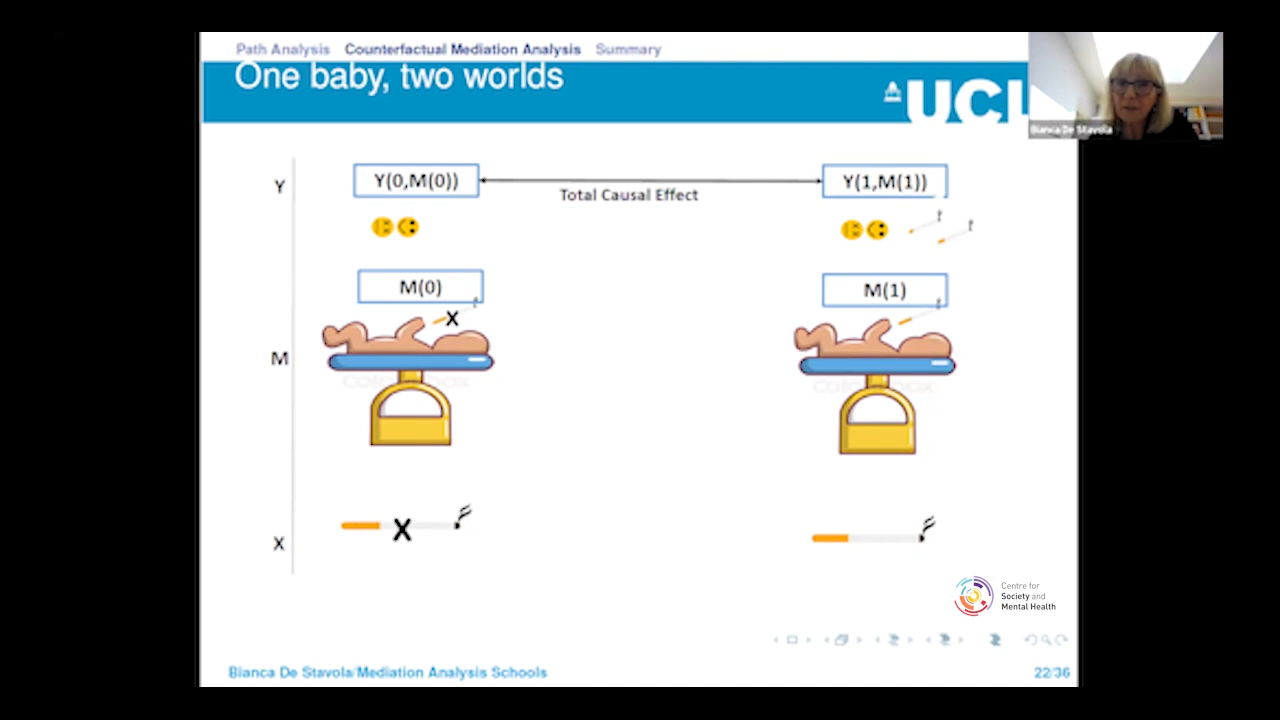 Path Analysis Counterfactual Mediation Analysis Summary
One baby, two worlds
UCL
Bianca De Stavola
Y
Y(0,M(0))
Total Causal Effect
Y(1,M(1))
M(0)
M(1)
X
M
X
X
Centre for
Society and
Mental Health
Bianca De Stavola/Mediation Analysis Schools
22/36